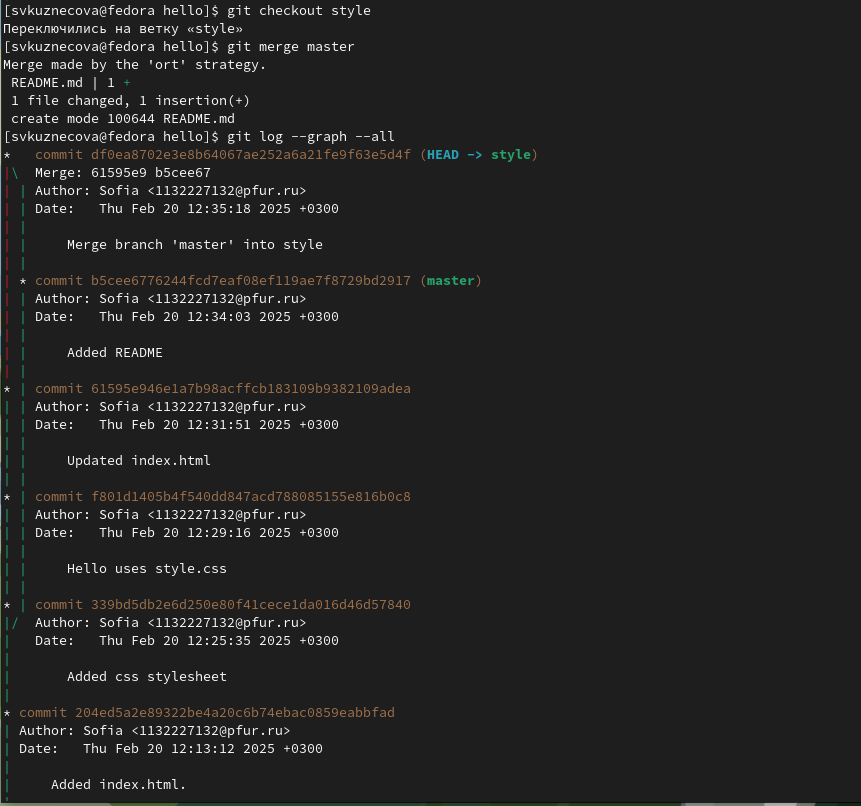 [svkuznecova@fedora hello]$ git checkout style
Переключились на ветку «style»
[svkuznecova@fedora hello]$ git merge master
Merge made by the 'ort' strategy.
 README.md | 1 +
 1 file changed, 1 insertion(+)
 create mode 100644 README.md
[svkuznecova@fedora hello]$ git log --graph --all
*   commit df0ea8702e3e8b64067ae252a6a21fe9f63e5d4f (HEAD -> style)
|\  Merge: 61595e9 b5cee67
| | Author: Sofia <1132227132@pfur.ru>
| | Date:   Thu Feb 20 12:35:18 2025 +0300
| |
| |     Merge branch 'master' into style
| |
| * commit b5cee6776244fcd7eaf08ef119ae7f8729bd2917 (master)
| | Author: Sofia <1132227132@pfur.ru>
| | Date:   Thu Feb 20 12:34:03 2025 +0300
| |
| |     Added README
| |
* | commit 61595e946e1a7b98acffcb183109b9382109adea
| | Author: Sofia <1132227132@pfur.ru>
| | Date:   Thu Feb 20 12:31:51 2025 +0300
| |
| |     Updated index.html
| |
* | commit f801d1405b4f540dd847acd788085155e816b0c8
| | Author: Sofia <1132227132@pfur.ru>
| | Date:   Thu Feb 20 12:29:16 2025 +0300
| |
| |     Hello uses style.css
| |
* | commit 339bd5db2e6d250e80f41cece1da016d46d57840
|/  Author: Sofia <1132227132@pfur.ru>
|   Date:   Thu Feb 20 12:25:35 2025 +0300
|
|       Added css stylesheet
|
* commit 204ed5a2e89322be4a20c6b74ebac0859eabbfad
| Author: Sofia <1132227132@pfur.ru>
| Date:   Thu Feb 20 12:13:12 2025 +0300
|
|     Added index.html.